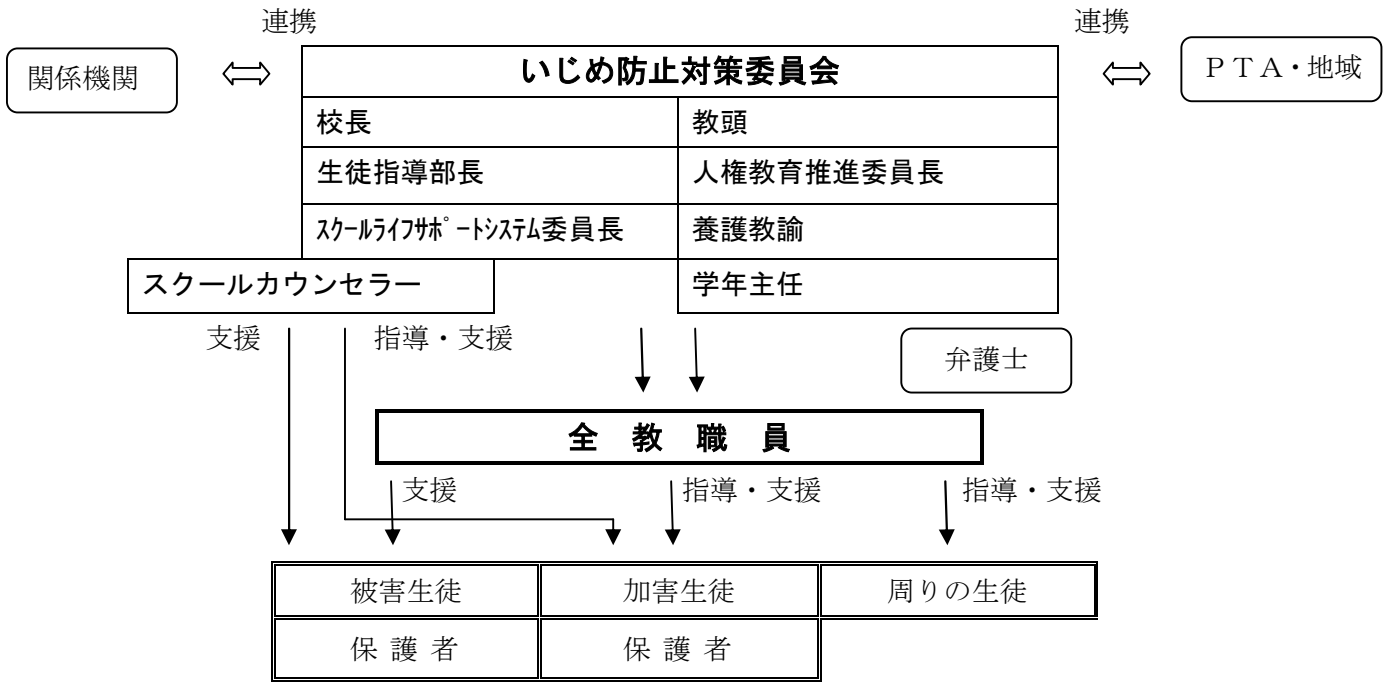 連携 連携
関係機関 いじめ防止対策委員会 ＰＴＡ・地域
校長 教頭
生徒指導部長 人権教育推進委員長
ｽｸｰﾙﾗｲﾌｻﾎﾟｰﾄｼｽﾃﾑ委員長 養護教諭
スクールカウンセラー 学年主任
支援 指導・支援
弁護士
全 教 職 員
支援 指導・支援 指導・支援
被害生徒 加害生徒 周りの生徒
保 護 者 保 護 者